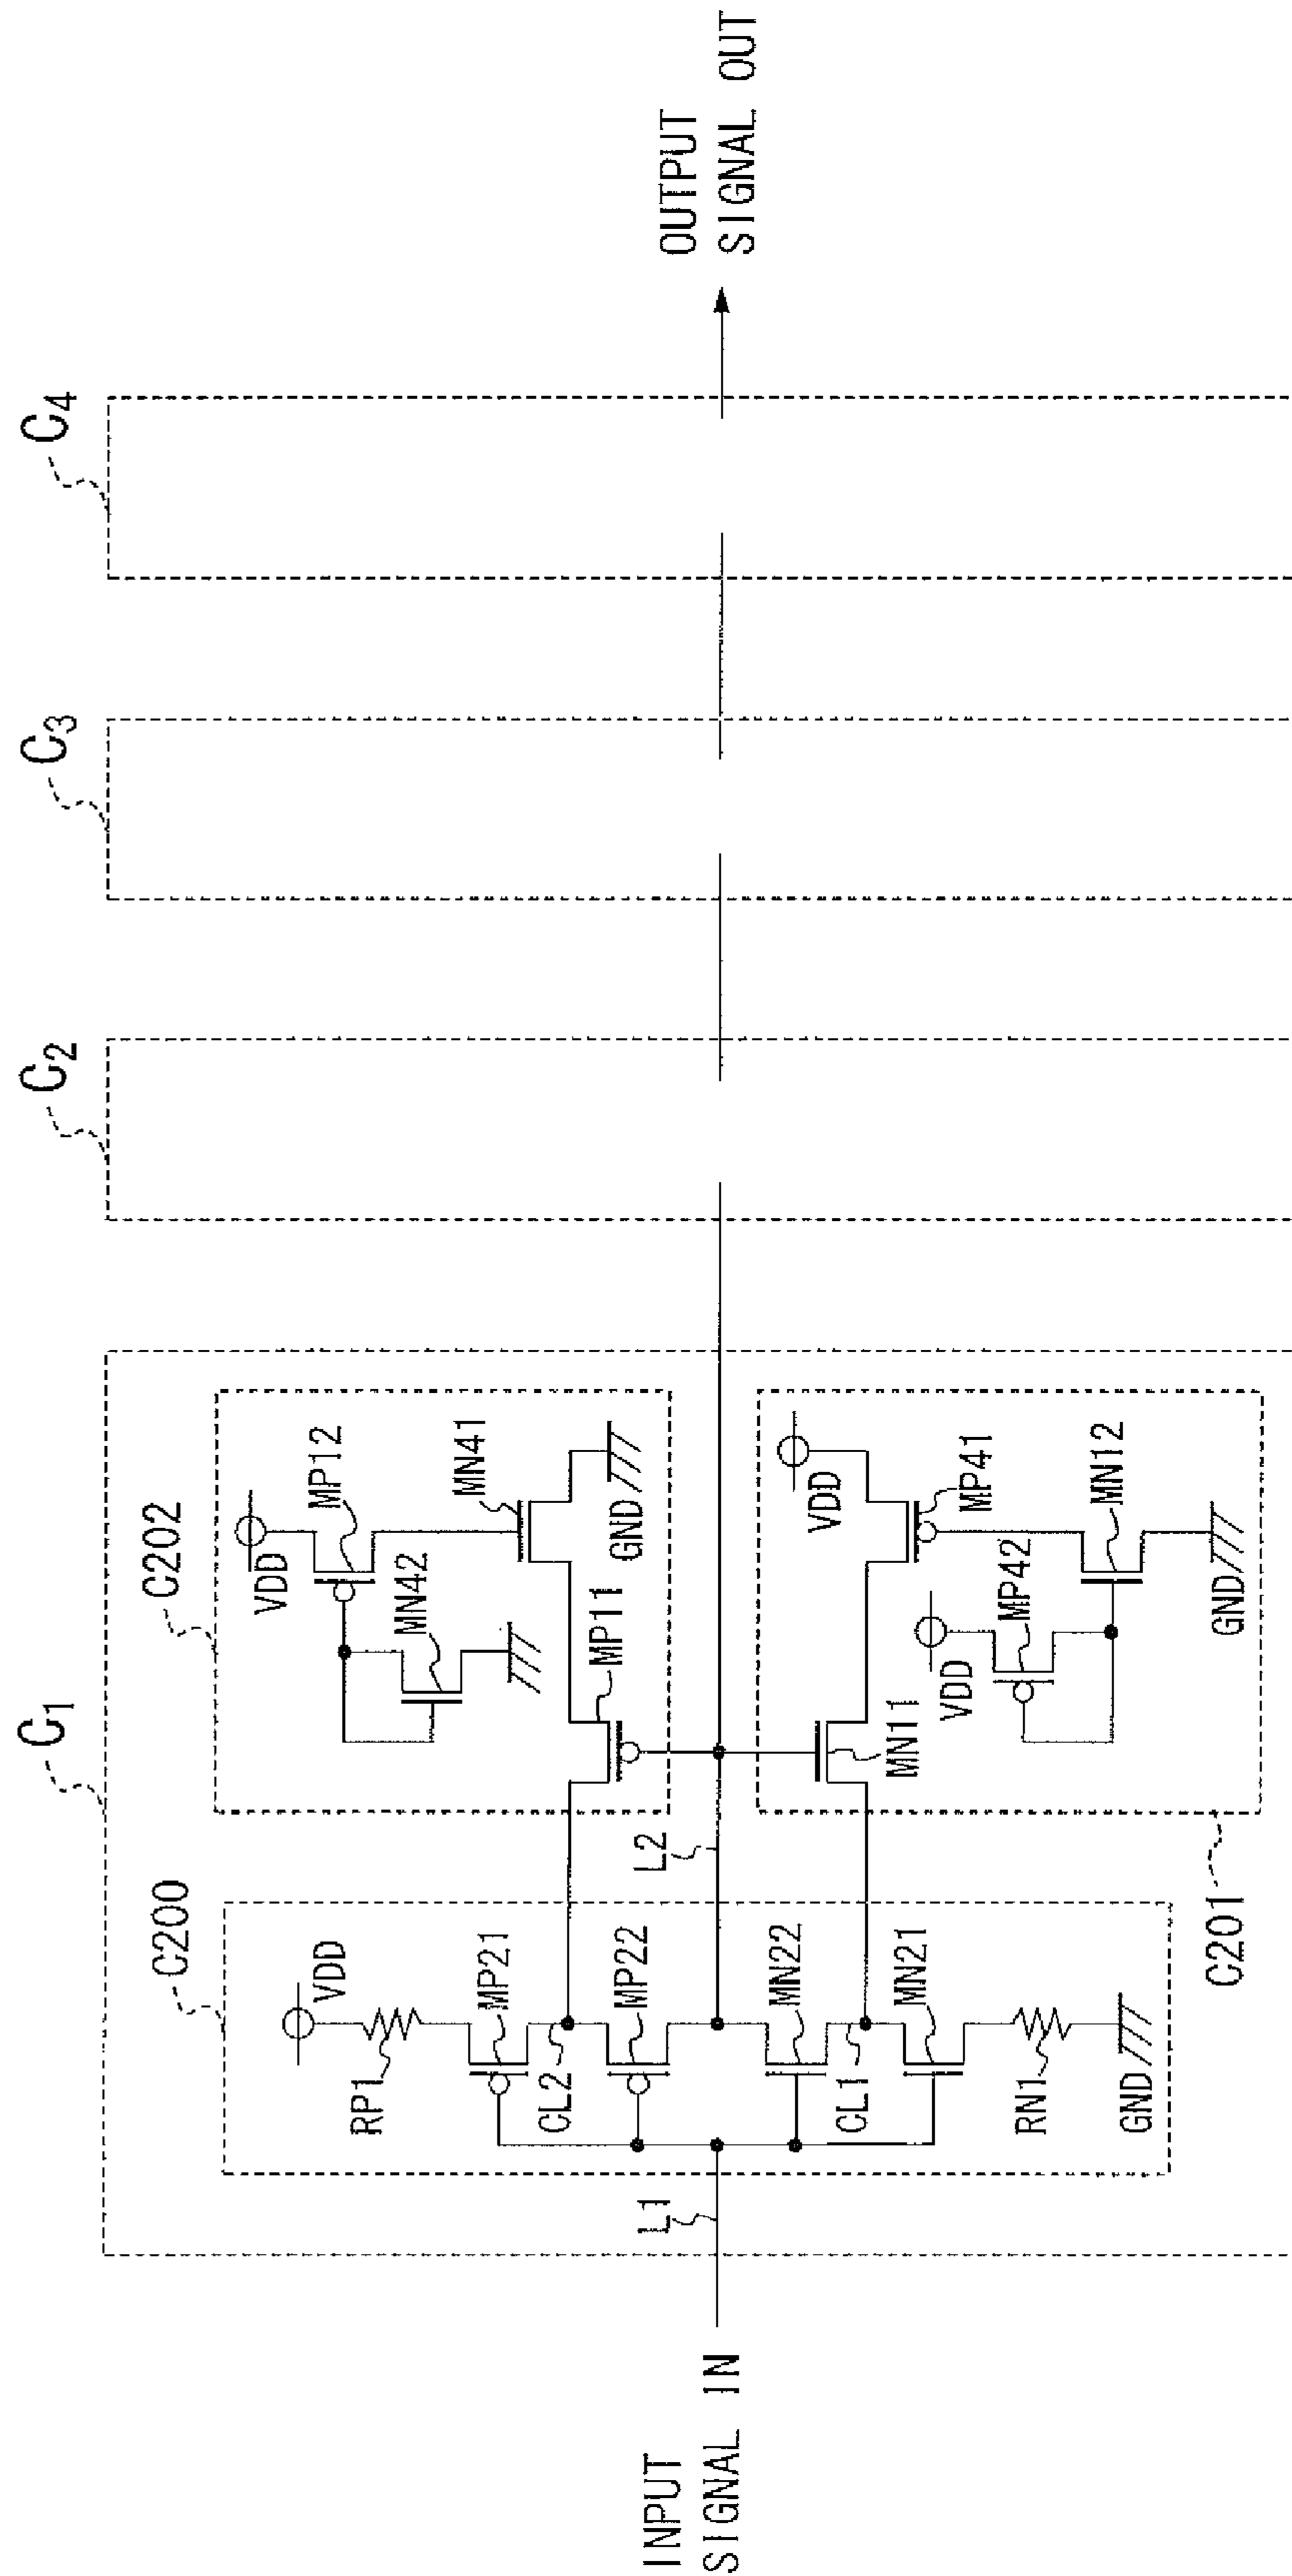 C1
C2
C3
C4
C200
C202
VDD
RP1
MP21
CL2
MP22
MN22
CL1
MN21
RN1
GND
L1
L2
INPUT
SIGNAL IN
VDD
MP12
MN42
MN41
GND
MP11
MN11
VDD
MP41
VDD
MP42
MN12
GND
C201
OUTPUT
SIGNAL OUT